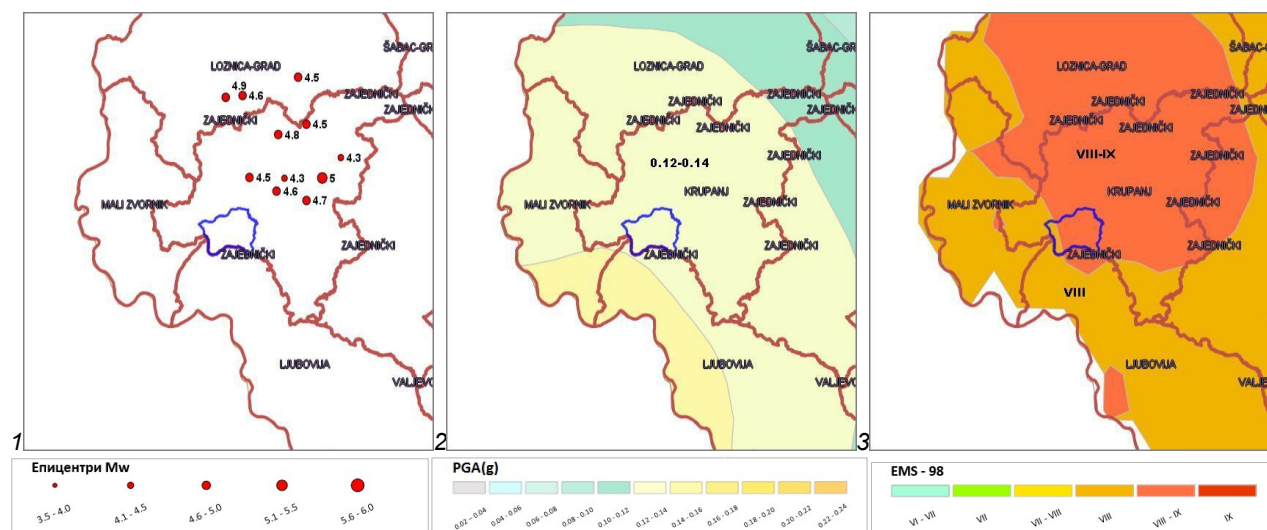 ŠABAC-GR
LOZNICA-GRAD
4.5
4.9
4.6
ZAJEDNIČKI
ZAJEDNIČK
ZAJEDNIČKI
4.5
4.8
4.3
4.5
4.3
5
4.6
4.7
MALI ZVORNIK
ZAJEDNIČKI
ZAJEDNIČKI
LJUBOVIJA
VALJEVO
1
Епицентри Mw
3.5 - 4.0
4.1 - 4.5
4.6 - 5.0
5.1 - 5.5
5.6 - 6.0
ŠABAC-GR
LOZNICA-GRAD
ZAJEDNIČKI
ZAJEDNIČKI
ZAJEDNIČK
ZAJEDNIČKI
ZAJEDNIČKI
ZAJEDNIČKI
0.12-0.14
KRUPANJ
ZAJEDNIČKI
MALI ZVORNIK
ZAJEDNIČKI
ZAJEDNIČKI
LJUBOVIJA
VALJEVO
2
PGA(g)
0.02 - 0.04
0.04 - 0.06
0.06 - 0.08
0.08 - 0.10
0.10 - 0.12
0.12 - 0.14
0.14 - 0.16
0.16 - 0.18
0.18 - 0.20
0.20 - 0.22
0.22 - 0.24
ŠABAC-G
LOZNICA-GRAD
ZAJEDNIČKI
ZAJEDNIČKI
ZAJEDNI
ZAJEDNIČKI
ZAJEDNIČKI
VIII-IX
ZAJEDNIČKI
KRUPANJ
ZAJEDNIČKI
MALI ZVORNIK
ZAJEDNIČKI
ZAJEDNIČKI
VIII
LJUBOVIJA
VALJE
3
EMS - 98
VI - VII
VII
VII - VIII
VIII
VIII - IX
IX